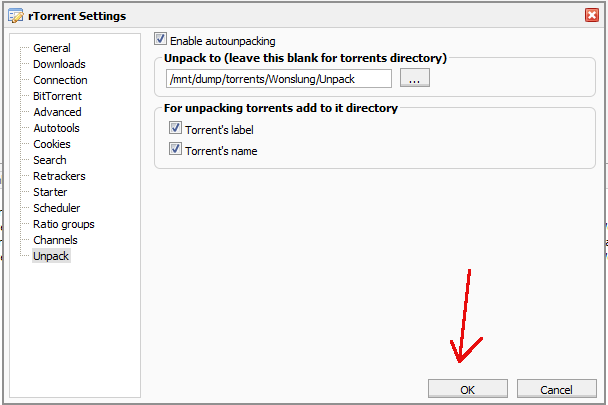 rTorrent Settings
General
Downloads
Connection
BitTorrent
Advanced
Autotools
Cookies
Search
Retrackers
Starter
Scheduler
Ratio groups
Channels
Unpack
Enable autounpacking
Unpack to (leave this blank for torrents directory)
/mnt/dump/torrents/Wonslung/Unpack
...
For unpacking torrents add to it directory
Torrent's label
Torrent's name
OK
Cancel